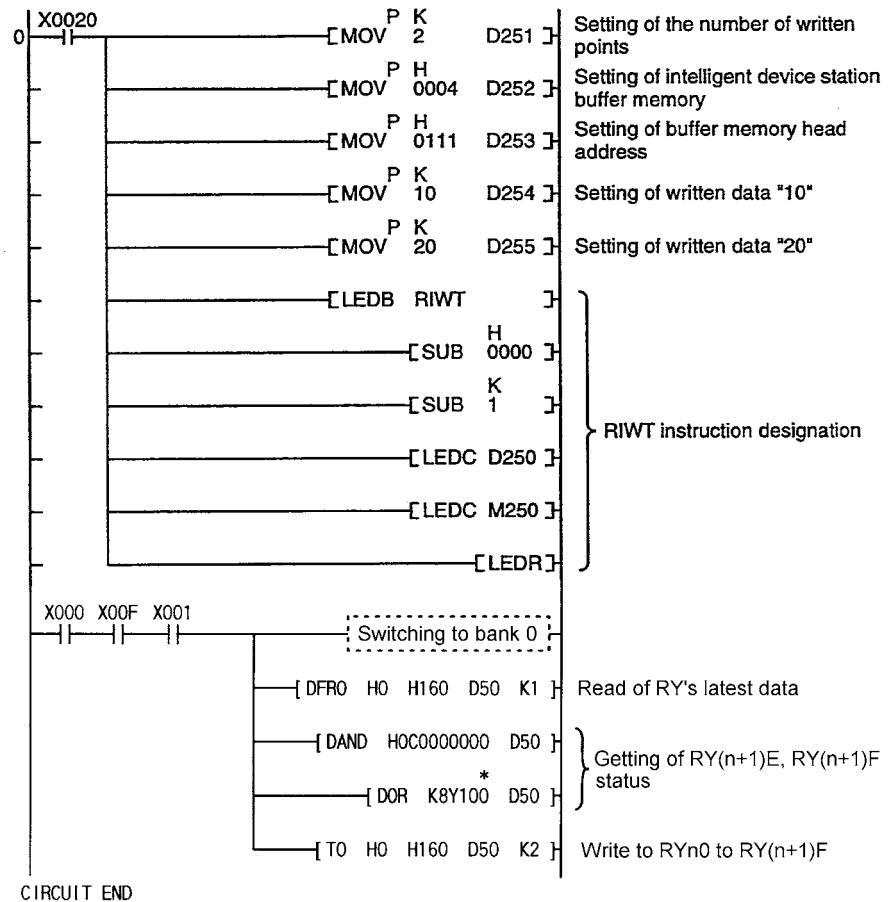 X0020
P K
0 MOV 2 D251 Setting of the number of written
points
P H
MOV 0004 D252 Setting of intelligent device station
buffer memory
P H
MOV 0111 D253 Setting of buffer memory head
address
P K
MOV 10 D254 Setting of written data "10"
P K
MOV 20 D255 Setting of written data "20"
LEDB RIWT
H
SUB 0000
K
SUB 1
RIWT instruction designation
LEDC D250
LEDC M250
LEDR
X000 X00F X001
Switching to bank 0
DFRO H0 H160 D50 K1 Read of RY's latest data
DAND H0C0000000 D50
Getting of RY(n+1)E, RY(n+1)F
status
*
DOR K8Y100 D50
TO H0 H160 D50 K2 Write to RYn0 to RY(n+1)F
CIRCUIT END